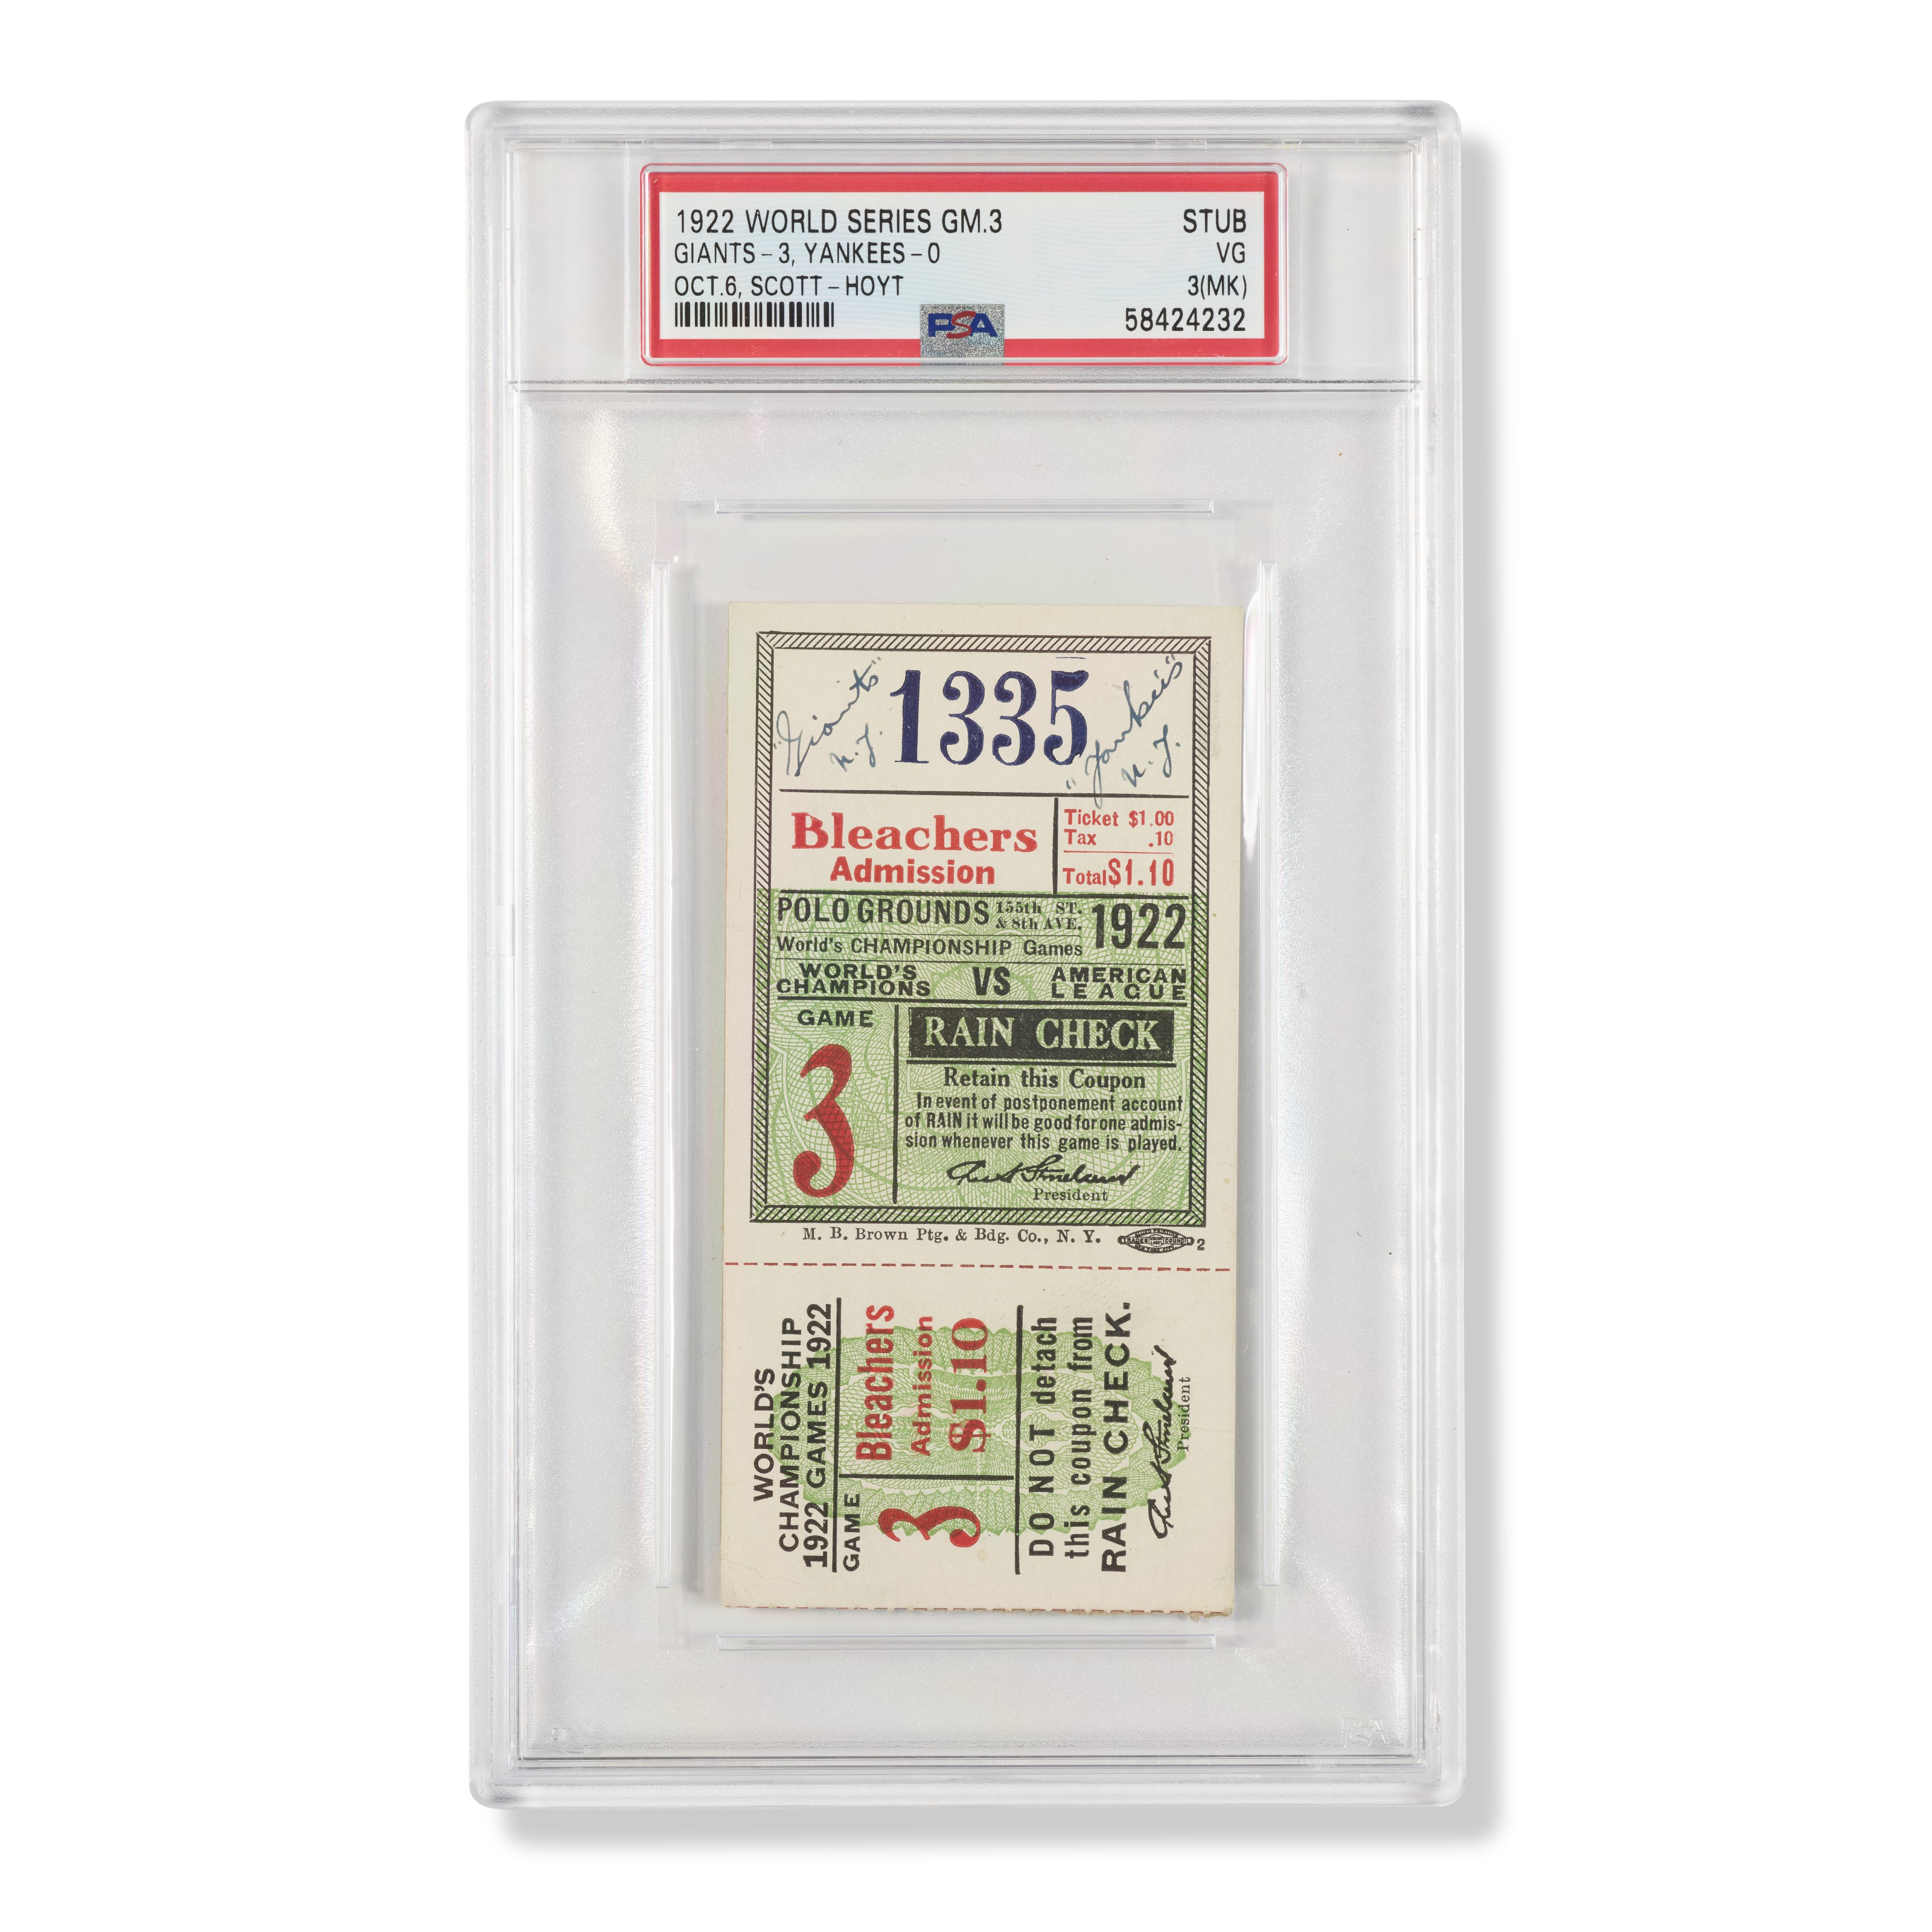 1922 WORLD SERIES GM.3 STUB
GIANTS-3, YANKEES-0 VG
OCT.6, SCOTT-HOYT 3(MK)
PSA 58424232
"Giants" N.Y.
1335
"Yankees" N.Y.
Bleachers
Admission
Ticket $1.00
Tax .10
Total $1.10
POLO GROUNDS 155th ST. & 8th AVE.
1922
World's CHAMPIONSHIP Games
WORLD'S CHAMPIONS VS AMERICAN LEAGUE
GAME
3
RAIN CHECK
Retain this Coupon
In event of postponement account
of RAIN it will be good for one admis-
sion whenever this game is played.
President
M. B. Brown Ptg. & Bdg. Co., N. Y. 2
WORLD'S
CHAMPIONSHIP
1922 GAMES 1922
GAME
3
Bleachers
Admission
$1.10
DO NOT detach
this coupon from
RAIN CHECK.
President
PSA